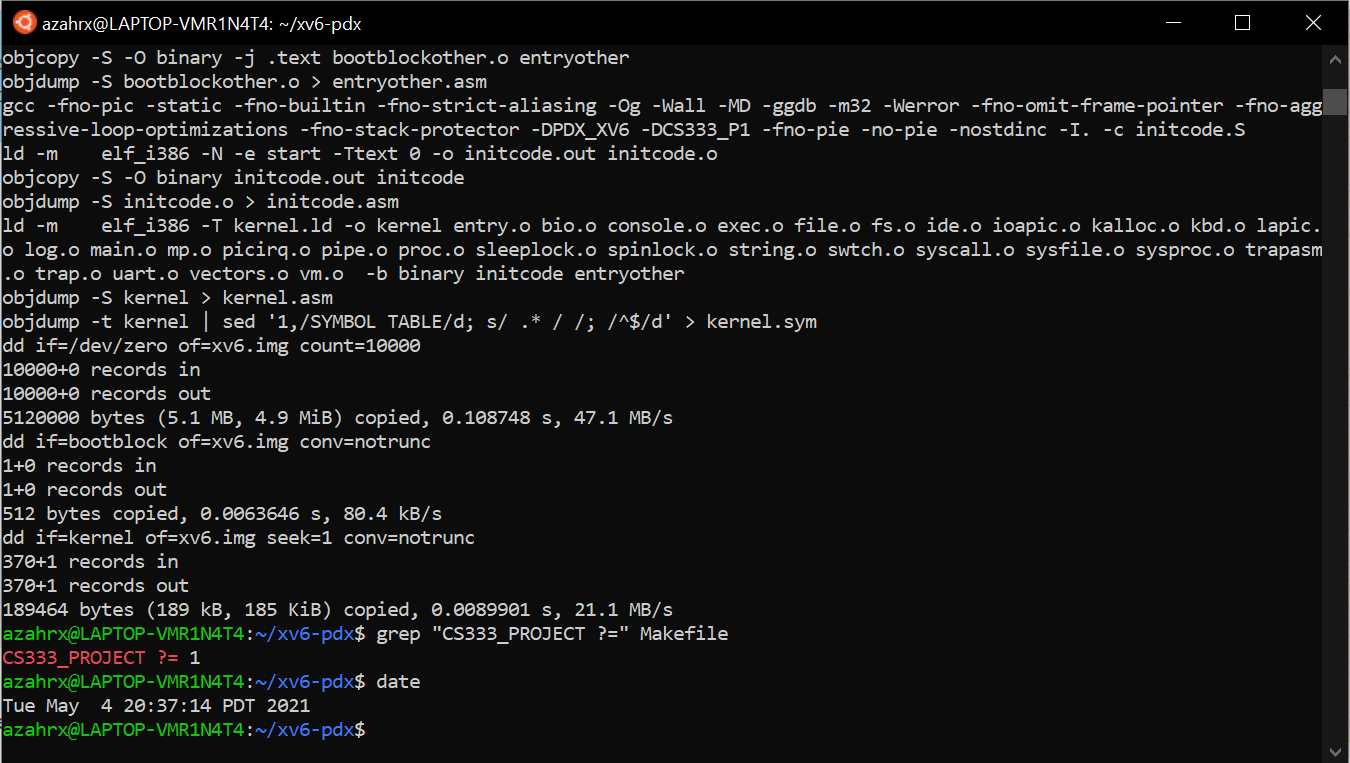 azahrx@LAPTOP-VMR1N4T4: ~/xv6-pdx
objcopy -S -O binary -j .text bootblockother.o entryother
objdump -S bootblockother.o > entryother.asm
gcc -fno-pic -static -fno-builtin -fno-strict-aliasing -Og -Wall -MD -ggdb -m32 -Werror -fno-omit-frame-pointer -fno-agg
ressive-loop-optimizations -fno-stack-protector -DPDX_XV6 -DCS333_P1 -fno-pie -no-pie -nostdinc -I. -c initcode.S
ld -m    elf_i386 -N -e start -Ttext 0 -o initcode.out initcode.o
objcopy -S -O binary initcode.out initcode
objdump -S initcode.o > initcode.asm
ld -m    elf_i386 -T kernel.ld -o kernel entry.o bio.o console.o exec.o file.o fs.o ide.o ioapic.o kalloc.o kbd.o lapic.
o log.o main.o mp.o picirq.o pipe.o proc.o sleeplock.o spinlock.o string.o swtch.o syscall.o sysfile.o sysproc.o trapasm
.o trap.o uart.o vectors.o vm.o  -b binary initcode entryother
objdump -S kernel > kernel.asm
objdump -t kernel | sed '1,/SYMBOL TABLE/d; s/ .* / /; /^$/d' > kernel.sym
dd if=/dev/zero of=xv6.img count=10000
10000+0 records in
10000+0 records out
5120000 bytes (5.1 MB, 4.9 MiB) copied, 0.108748 s, 47.1 MB/s
dd if=bootblock of=xv6.img conv=notrunc
1+0 records in
1+0 records out
512 bytes copied, 0.0063646 s, 80.4 kB/s
dd if=kernel of=xv6.img seek=1 conv=notrunc
370+1 records in
370+1 records out
189464 bytes (189 kB, 185 KiB) copied, 0.0089901 s, 21.1 MB/s
azahrx@LAPTOP-VMR1N4T4:~/xv6-pdx$ grep "CS333_PROJECT ?=" Makefile
CS333_PROJECT ?= 1
azahrx@LAPTOP-VMR1N4T4:~/xv6-pdx$ date
Tue May  4 20:37:14 PDT 2021
azahrx@LAPTOP-VMR1N4T4:~/xv6-pdx$